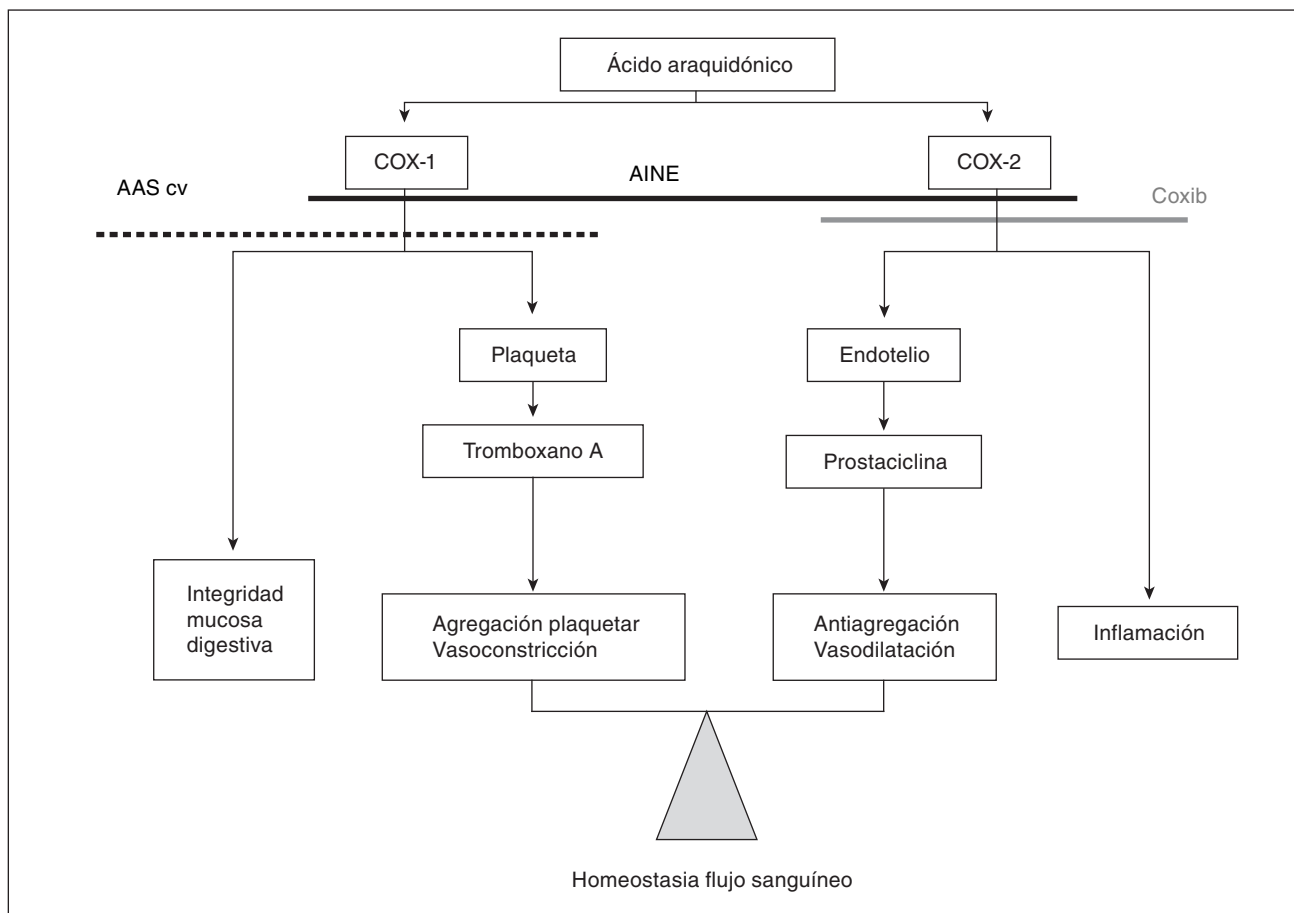 Ácido araquidónico
COX-1
COX-2
AAS cv
AINE
Coxib
Plaqueta
Endotelio
Tromboxano A
Prostaciclina
Integridad
mucosa
digestiva
Agregación plaquetar
Vasoconstricción
Antiagregación
Vasodilatación
Inflamación
Homeostasia flujo sanguíneo